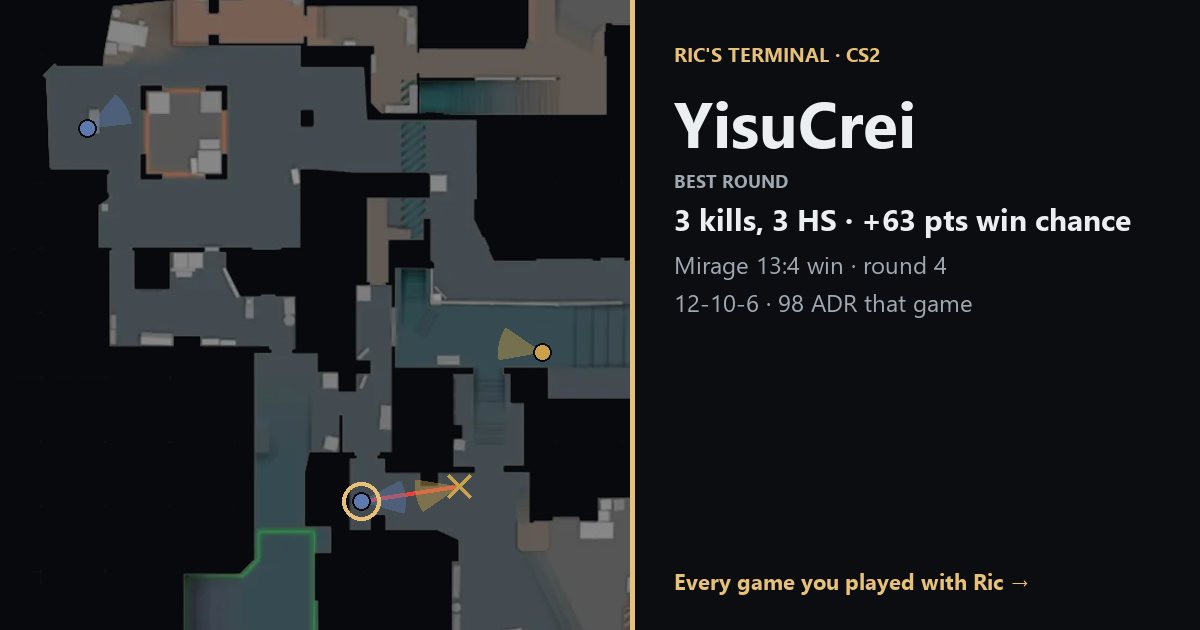 RIC'S TERMINAL · CS2
YisuCrei
BEST ROUND
3 kills, 3 HS · +63 pts win chance
Mirage 13:4 win · round 4
12-10-6 · 98 ADR that game
Every game you played with Ric →